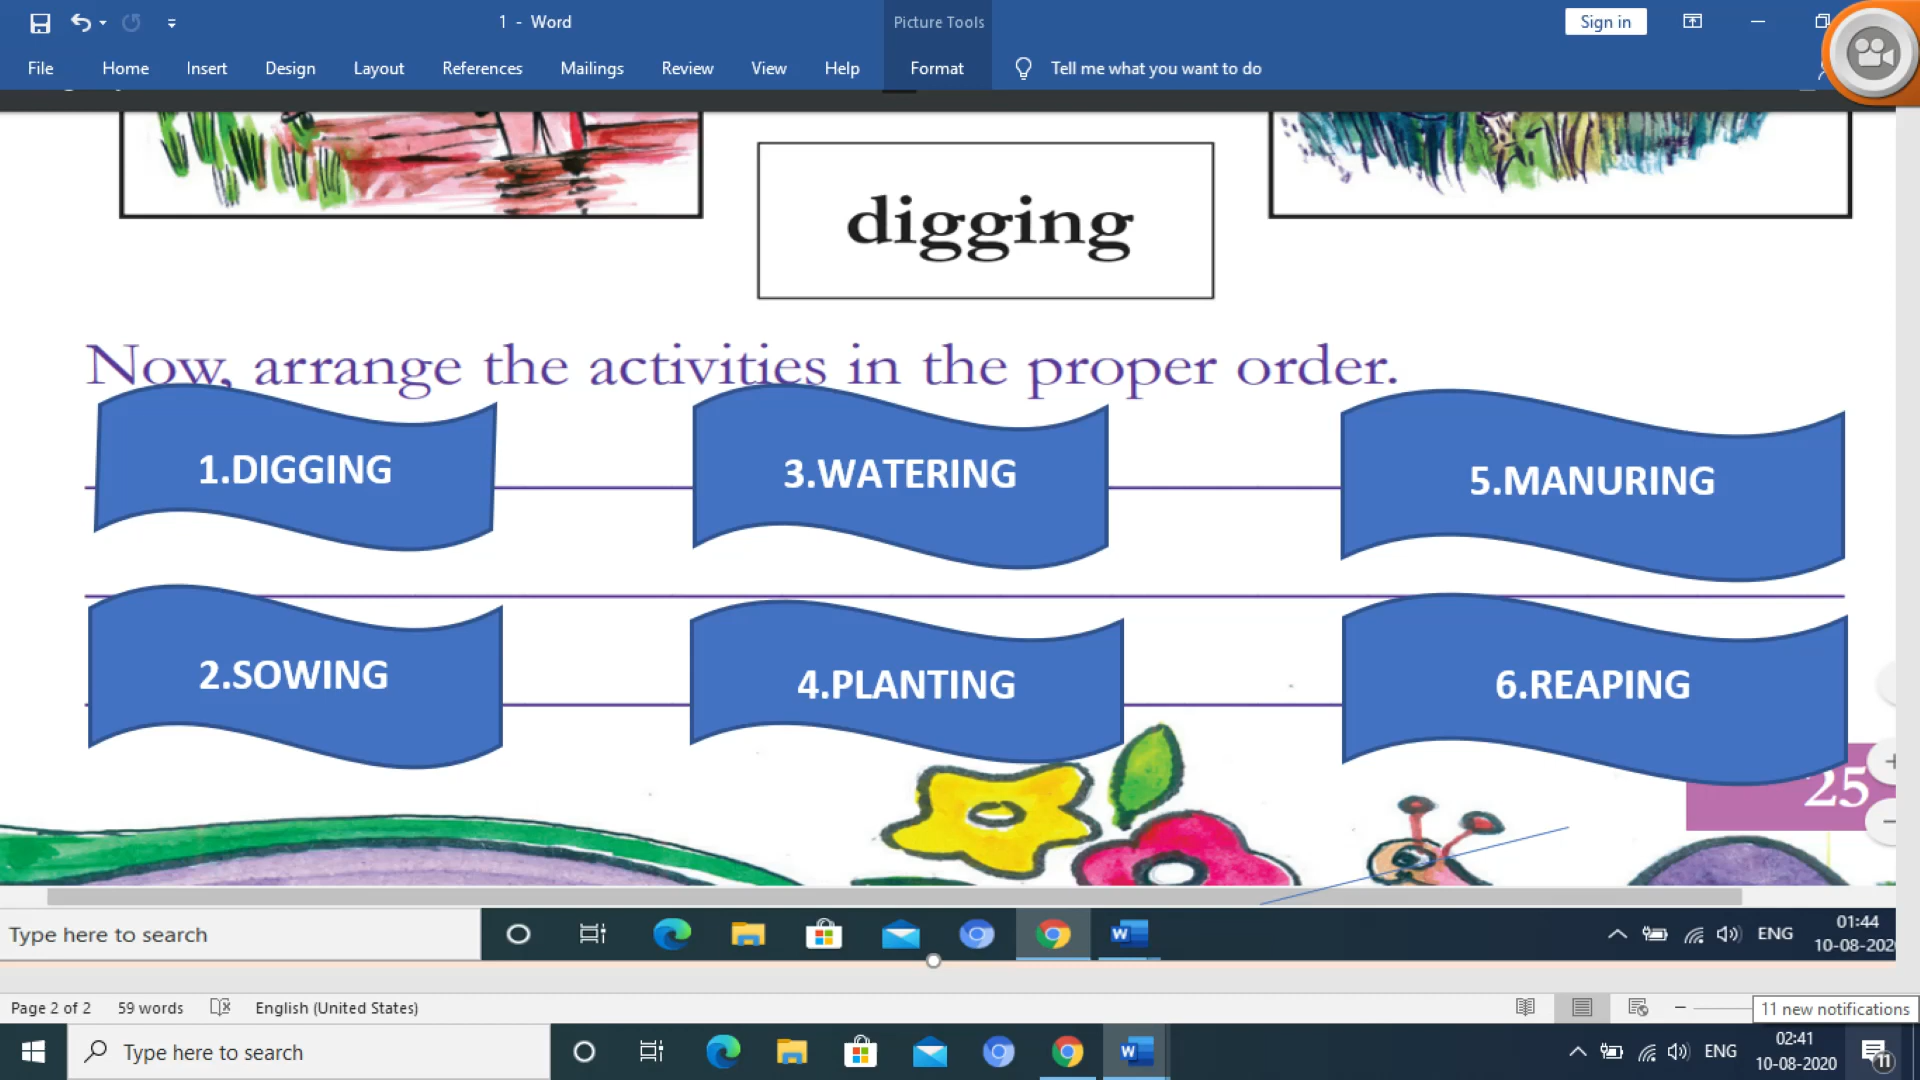 1 - Word
Picture Tools
Sign in
File Home Insert Design Layout References Mailings Review View Help Format Tell me what you want to do
digging
Now, arrange the activities in the proper order.
1.DIGGING
3.WATERING
5.MANURING
2.SOWING
4.PLANTING
6.REAPING
25
Type here to search
ENG
01:44
10-08-202
Page 2 of 2 59 words English (United States)
11 new notifications
Type here to search
ENG
02:41
10-08-2020
11